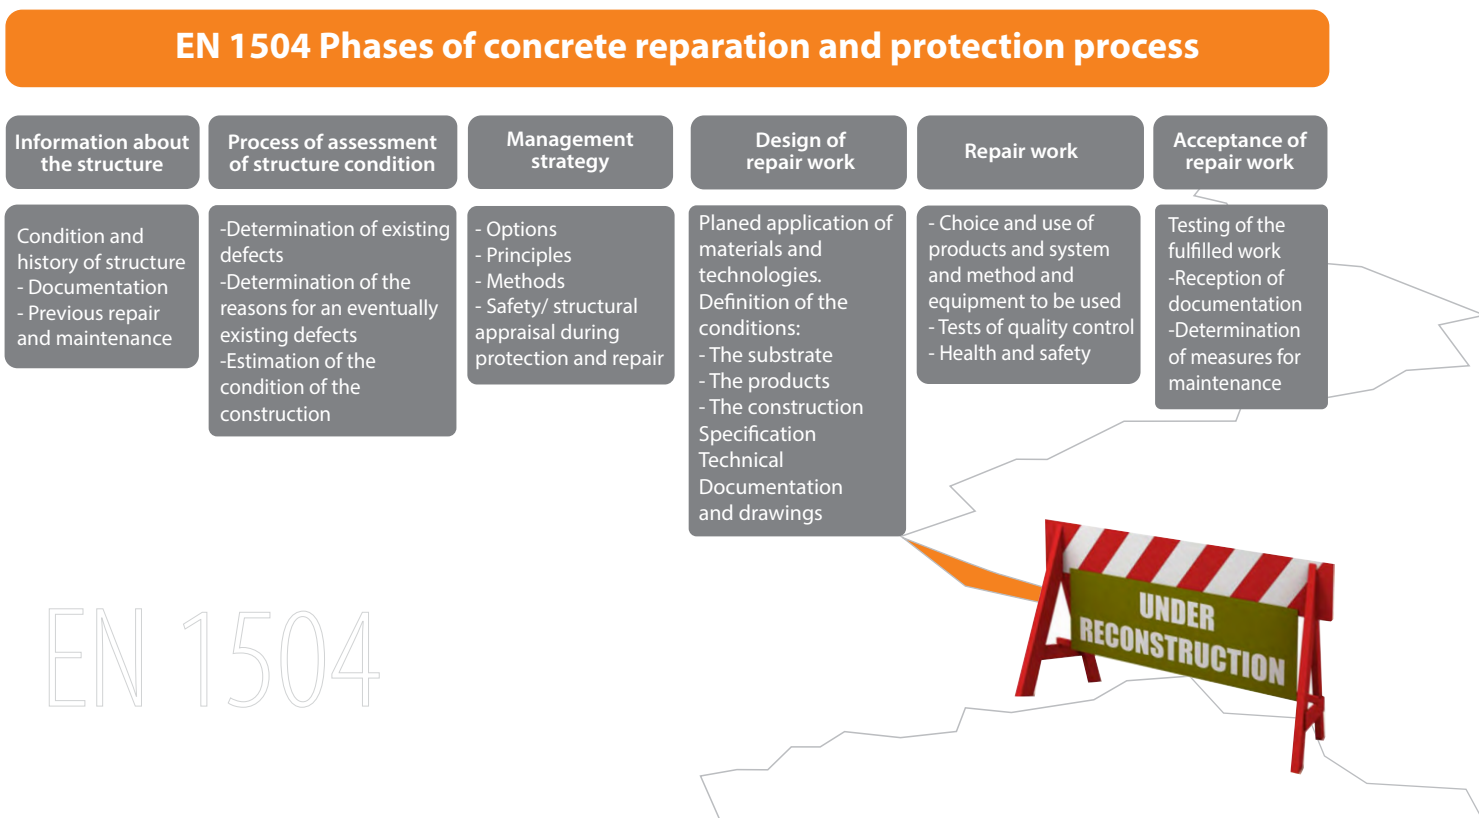 EN 1504 Phases of concrete reparation and protection process
Information about
the structure
Condition and
history of structure
- Documentation
- Previous repair
and maintenance
Process of assessment
of structure condition
-Determination of existing
defects
-Determination of the
reasons for an eventually
existing defects
-Estimation of the
condition of the
construction
Management
strategy
- Options
- Principles
- Methods
- Safety/ structural
appraisal during
protection and repair
Design of
repair work
Planed application of
materials and
technologies.
Definition of the
conditions:
- The substrate
- The products
- The construction
Specification
Technical
Documentation
and drawings
Repair work
- Choice and use of
products and system
and method and
equipment to be used
- Tests of quality control
- Health and safety
Acceptance of
repair work
Testing of the
fulfilled work
-Reception of
documentation
-Determination
of measures for
maintenance
EN 1504
UNDER
RECONSTRUCTION